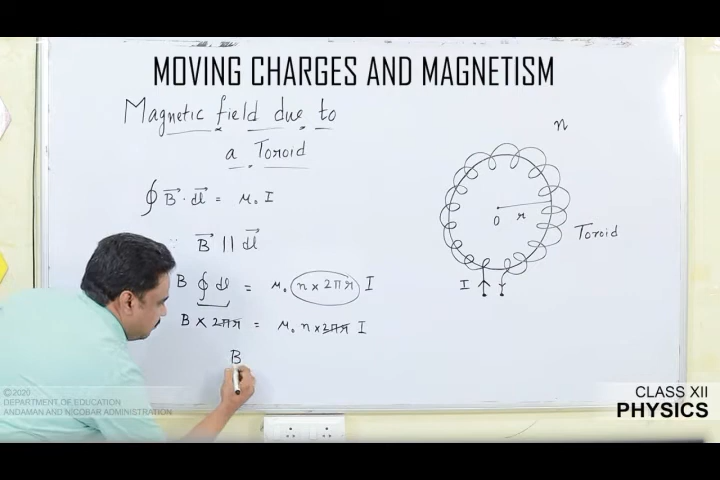 MOVING CHARGES AND MAGNETISM
Magnetic field due to
a Toroid
∮ B⃗ · dl⃗ = μ₀ I
∵ B⃗ || dl⃗
B ∮ dl = μ₀ n × 2πr I
B × 2πr = μ₀ n × 2πr I
B
n
O
r
Toroid
I
©2020
DEPARTMENT OF EDUCATION
ANDAMAN AND NICOBAR ADMINISTRATION
CLASS XII
PHYSICS